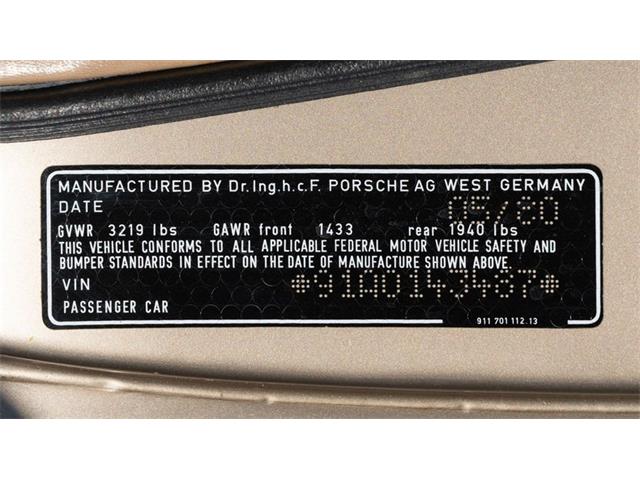 MANUFACTURED BY Dr.Ing.h.c.F. PORSCHE AG WEST GERMANY
DATE 05/80
GVWR 3219 lbs GAWR front 1433 rear 1940 lbs
THIS VEHICLE CONFORMS TO ALL APPLICABLE FEDERAL MOTOR VEHICLE SAFETY AND
BUMPER STANDARDS IN EFFECT ON THE DATE OF MANUFACTURE SHOWN ABOVE.
VIN *91A0143487*
PASSENGER CAR
911 701 112.13